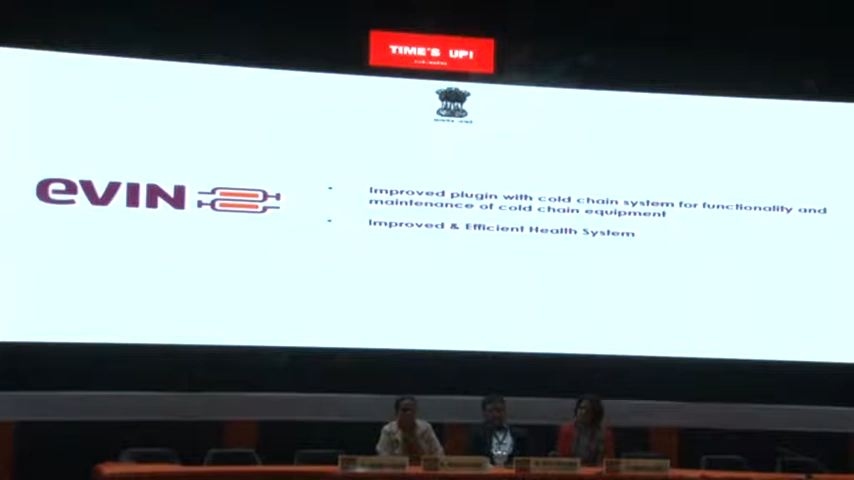 TIME'S UP!
eVIN
• Improved plugin with cold chain system for functionality and
maintenance of cold chain equipment
• Improved & Efficient Health System